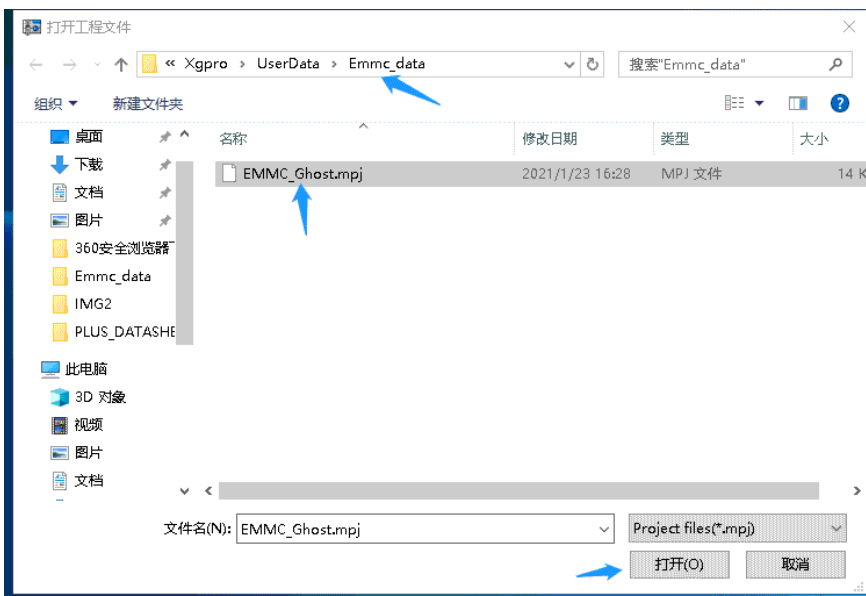 打开工程文件
« Xgpro › UserData › Emmc_data
搜索"Emmc_data"
组织
新建文件夹
名称 修改日期 类型 大小
EMMC_Ghost.mpj 2021/1/23 16:28 MPJ 文件 14 K
桌面
下载
文档
图片
360安全浏览器
Emmc_data
IMG2
PLUS_DATASHE
此电脑
3D 对象
视频
图片
文档
文件名(N): EMMC_Ghost.mpj Project files(*.mpj)
打开(O) 取消